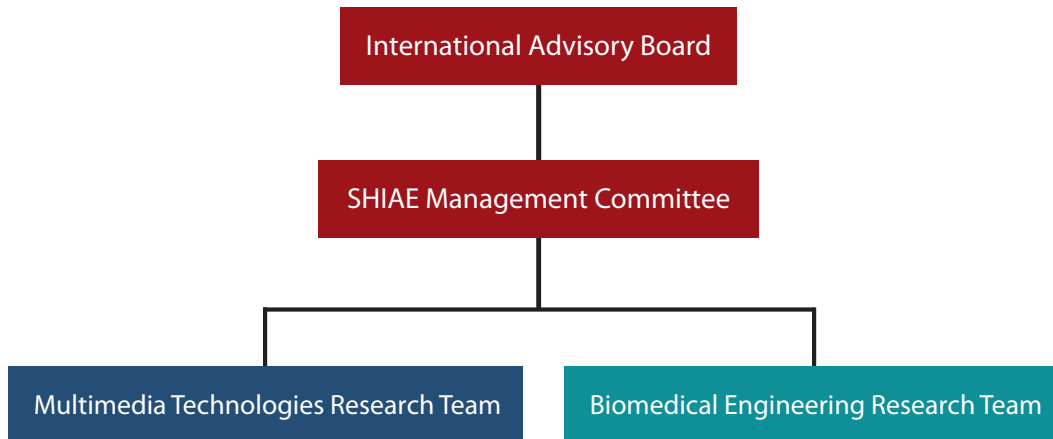 International Advisory Board
SHIAE Management Committee
Multimedia Technologies Research Team
Biomedical Engineering Research Team